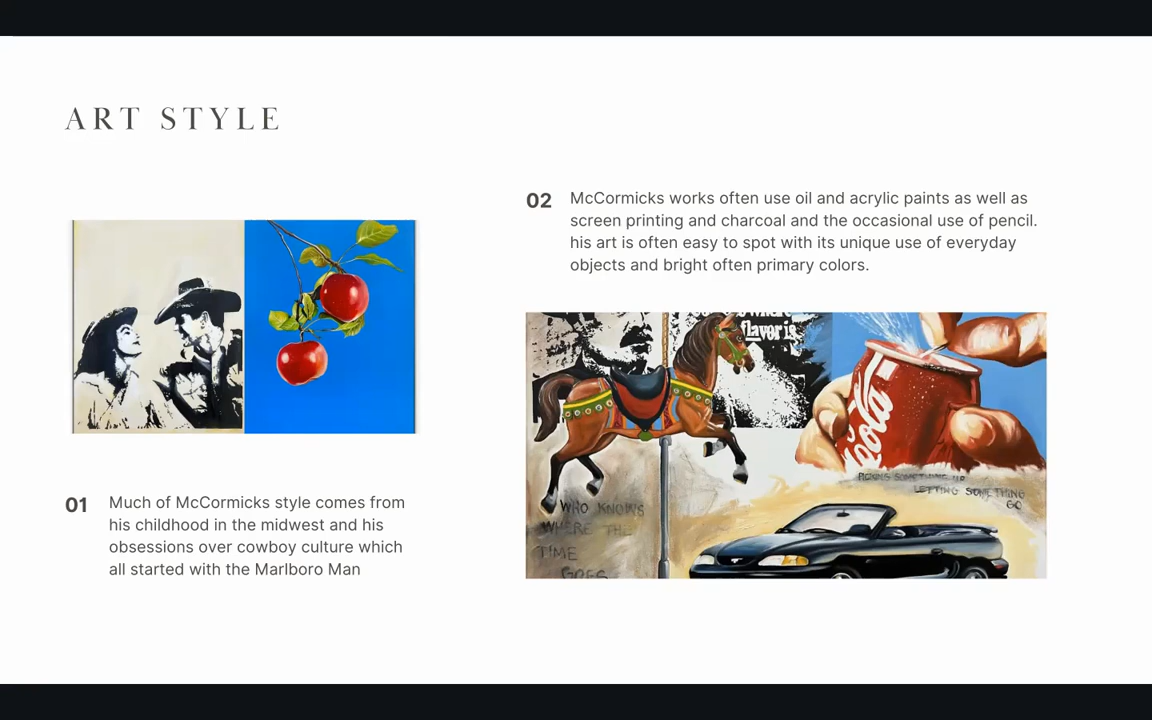 ART STYLE
01 Much of McCormicks style comes from
his childhood in the midwest and his
obsessions over cowboy culture which
all started with the Marlboro Man
02 McCormicks works often use oil and acrylic paints as well as
screen printing and charcoal and the occasional use of pencil.
his art is often easy to spot with its unique use of everyday
objects and bright often primary colors.
flavor is
Cola
PICKING SOMETHING UP
LETTING SOMETHING
GO
WHO KNOWS
WHERE THE
TIME
GOES